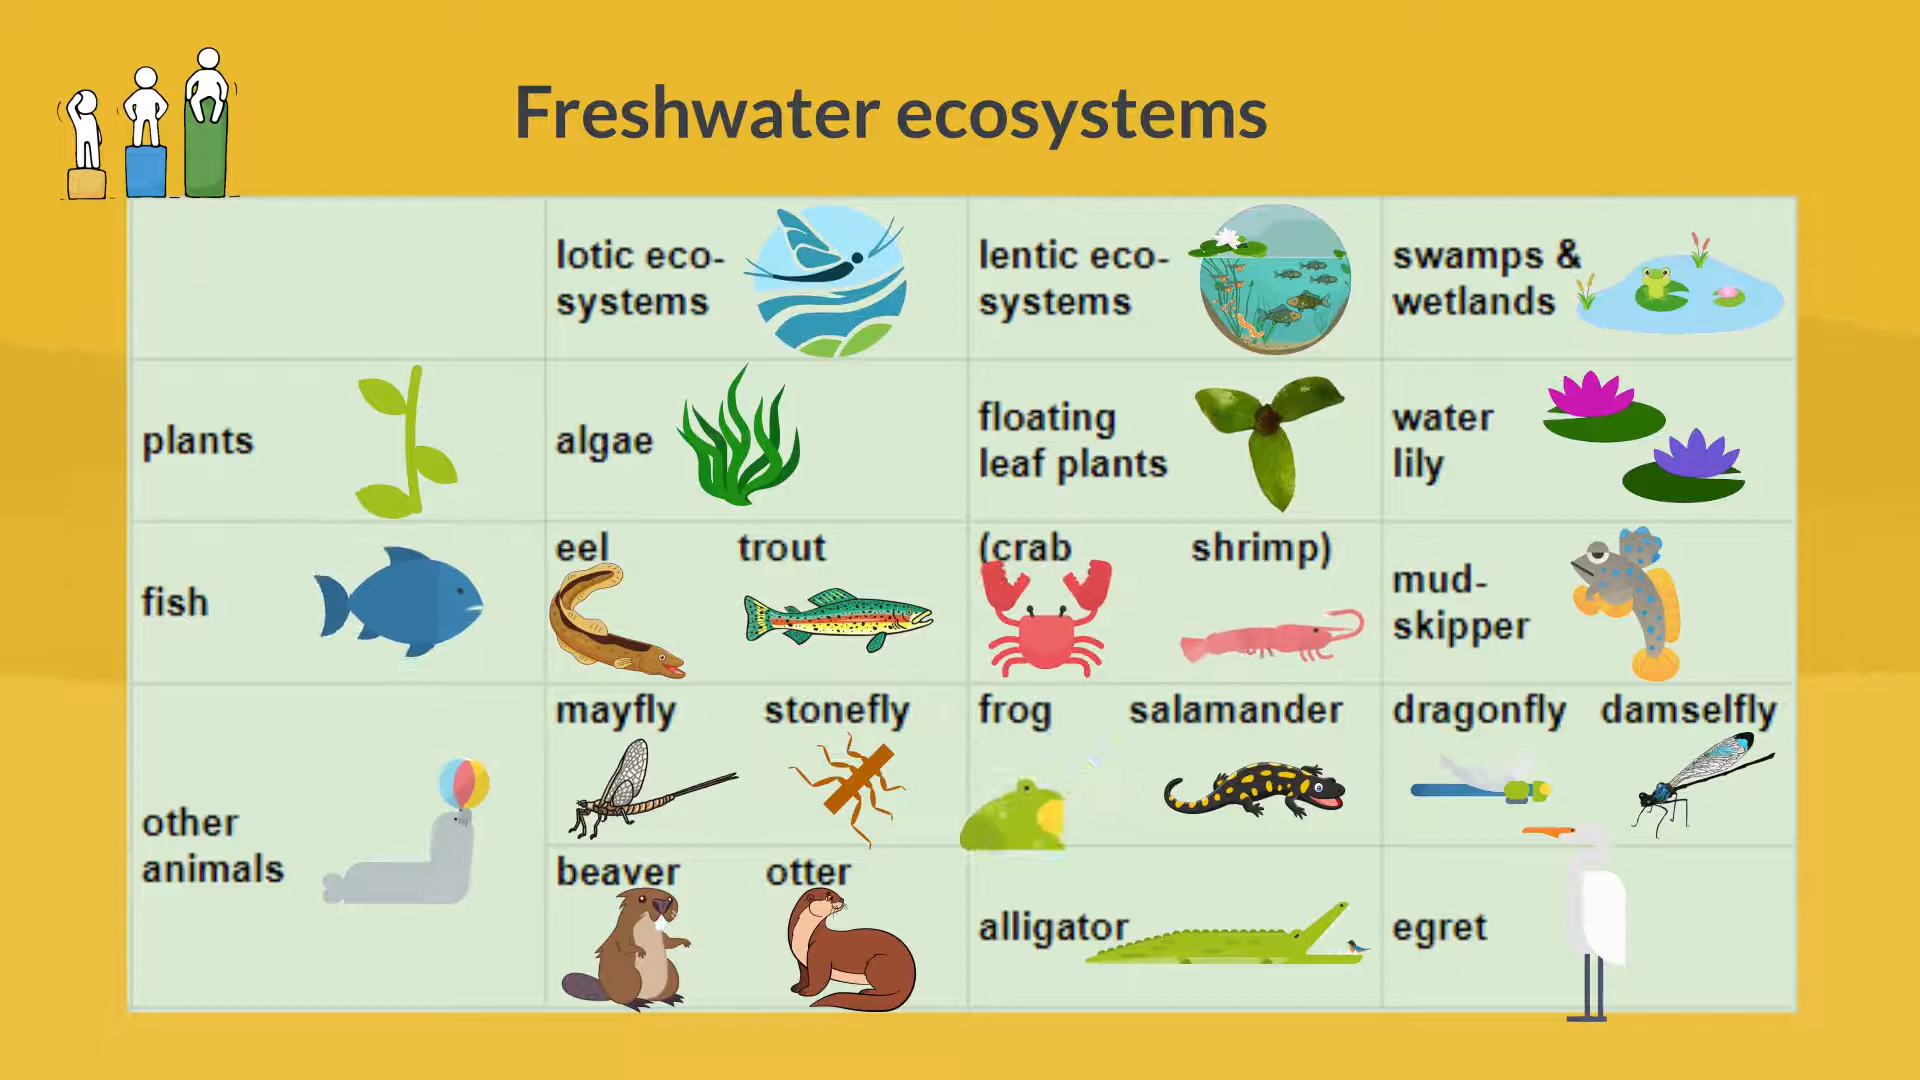 Freshwater ecosystems
lotic eco-
systems
lentic eco-
systems
swamps &
wetlands
plants
algae
floating
leaf plants
water
lily
fish
eel trout
(crab shrimp)
mud-
skipper
other
animals
mayfly stonefly
frog salamander
dragonfly damselfly
beaver otter
alligator
egret